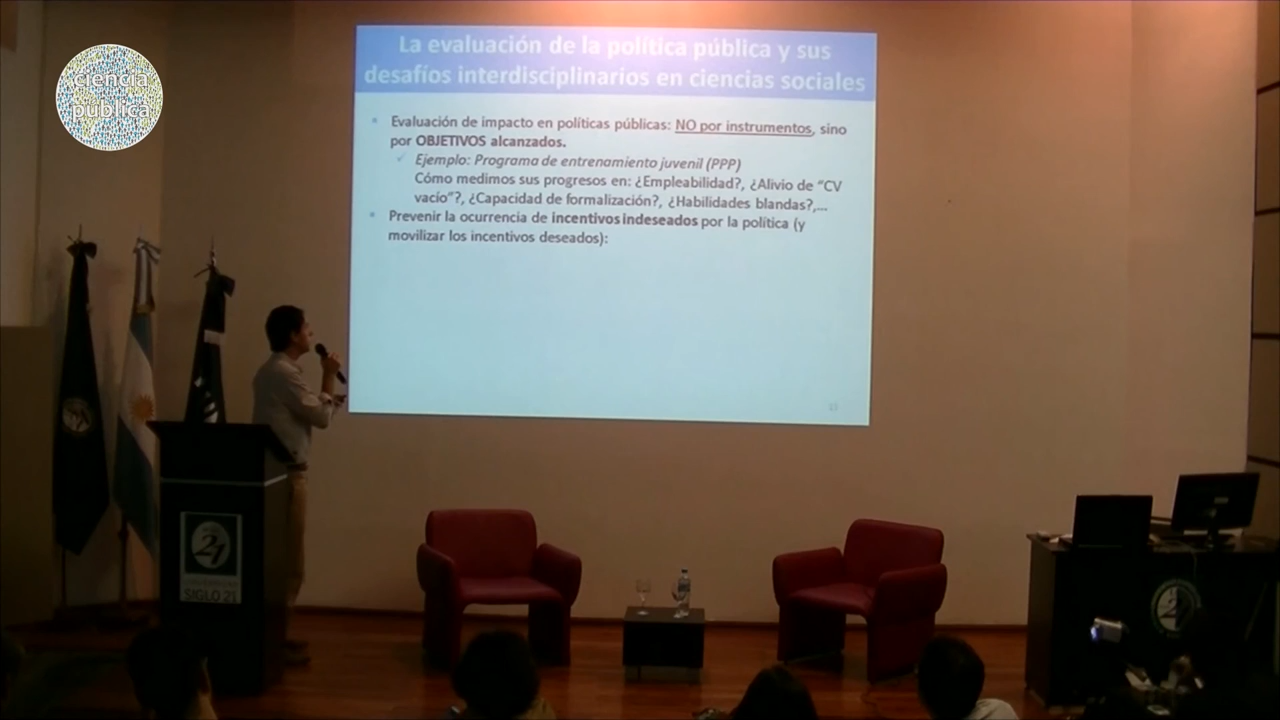 ciencia
pública
La evaluación de la política pública y sus
desafíos interdisciplinarios en ciencias sociales
Evaluación de impacto en políticas públicas: NO por instrumentos, sino
por OBJETIVOS alcanzados.
Ejemplo: Programa de entrenamiento juvenil (PPP)
Cómo medimos sus progresos en: ¿Empleabilidad?, ¿Alivio de “CV
vacío”?, ¿Capacidad de formalización?, ¿Habilidades blandas?,...
Prevenir la ocurrencia de incentivos indeseados por la política (y
movilizar los incentivos deseados):
21
SIGLO 21